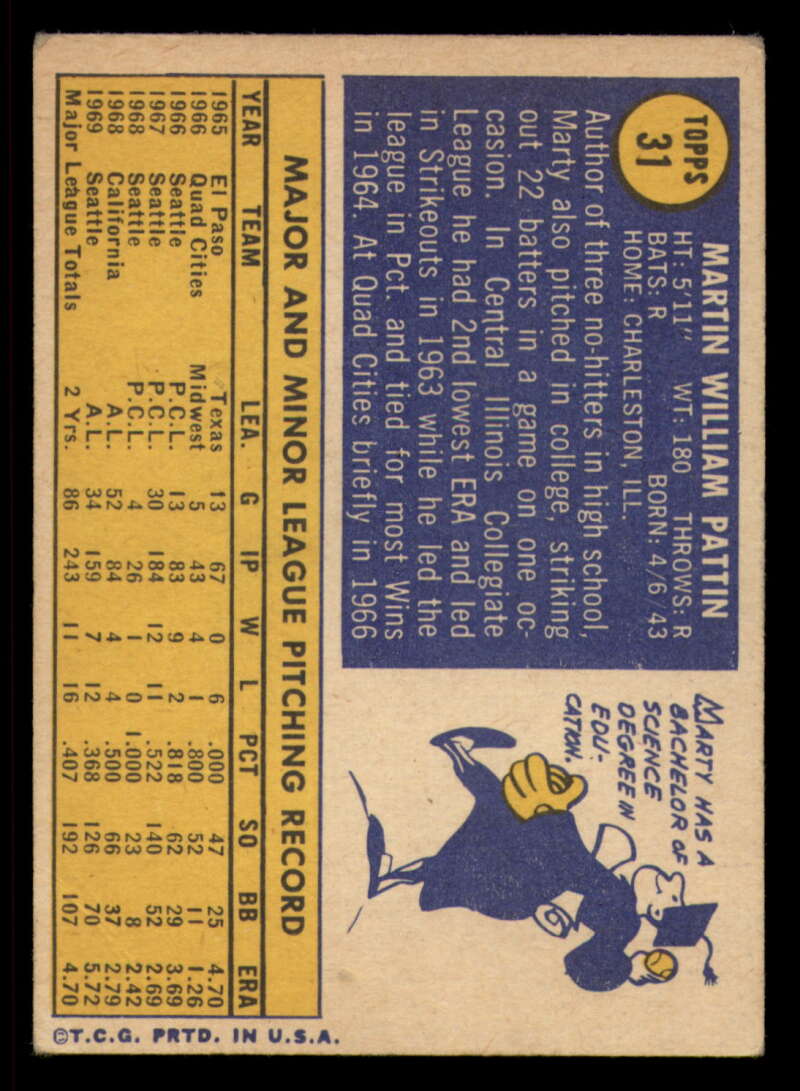 TOPPS
31
MARTIN WILLIAM PATTIN
HT: 5'11" WT: 180 THROWS: R
BATS: R BORN: 4/6/43
HOME: CHARLESTON, ILL.
Author of three no-hitters in high school,
Marty also pitched in college, striking
out 22 batters in a game on one oc-
casion. In Central Illinois Collegiate
League he had 2nd lowest ERA and led
in Strikeouts in 1963 while he led the
league in Pct. and tied for most Wins
in 1964. At Quad Cities briefly in 1966
MARTY HAS A
BACHELOR OF
SCIENCE
DEGREE IN
EDU-
CATION.
MAJOR AND MINOR LEAGUE PITCHING RECORD
YEAR TEAM LEA. G IP W L PCT SO BB ERA
1965 El Paso Texas 13 67 0 6 .000 47 25 4.70
1966 Quad Cities Midwest 5 43 4 1 .800 52 11 1.26
1966 Seattle P.C.L. 13 83 9 2 .818 62 29 3.69
1967 Seattle P.C.L. 30 184 12 11 .522 140 52 2.69
1968 Seattle P.C.L. 4 26 1 0 1.000 23 8 2.42
1968 California A.L. 52 84 4 4 .500 66 37 2.79
1969 Seattle A.L. 34 159 7 12 .368 126 70 5.72
Major League Totals 2 Yrs. 86 243 11 16 .407 192 107 4.70
©T.C.G. PRTD. IN U.S.A.